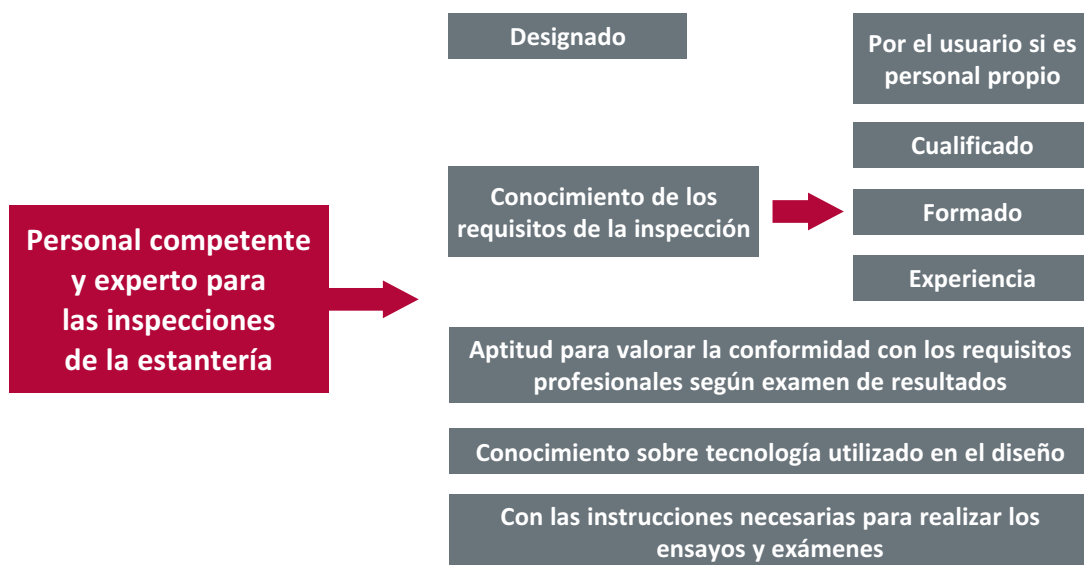 Personal competente
y experto para
las inspecciones
de la estantería
Designado
Por el usuario si es
personal propio
Conocimiento de los
requisitos de la inspección
Cualificado
Formado
Experiencia
Aptitud para valorar la conformidad con los requisitos
profesionales según examen de resultados
Conocimiento sobre tecnología utilizado en el diseño
Con las instrucciones necesarias para realizar los
ensayos y exámenes